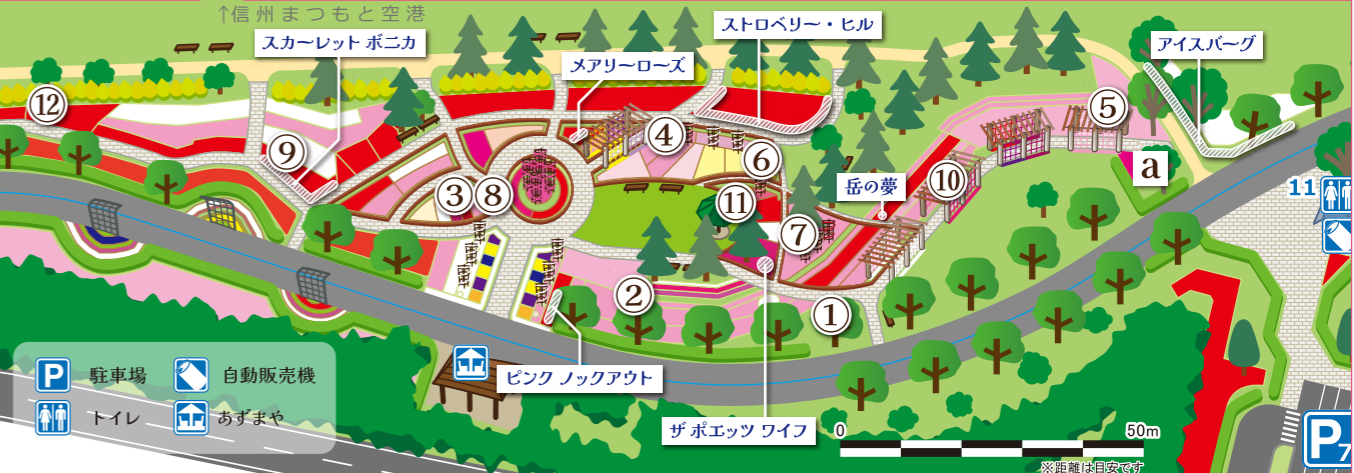 ↑信州まつもと空港
ストロベリー・ヒル
スカーレット ボニカ
アイスバーグ
メアリーローズ
⑫
⑤
④
⑨
⑥
a
岳の夢
⑩
11
③
⑧
⑪
⑦
②
①
P
駐車場
自動販売機
トイレ
あずまや
ピンク ノックアウト
ザ ポエッツ ワイフ
0
50m
※距離は目安です
P7